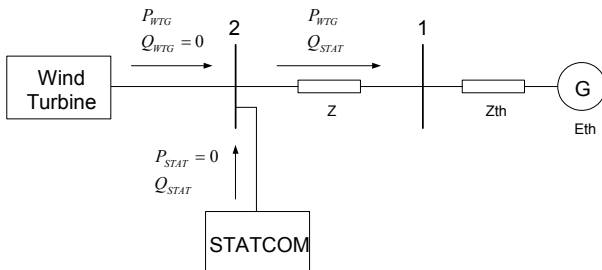 P_WTG
Q_WTG = 0
2
P_WTG
Q_STAT
1
Wind
Turbine
Z
Zth
G
Eth
P_STAT = 0
Q_STAT
STATCOM